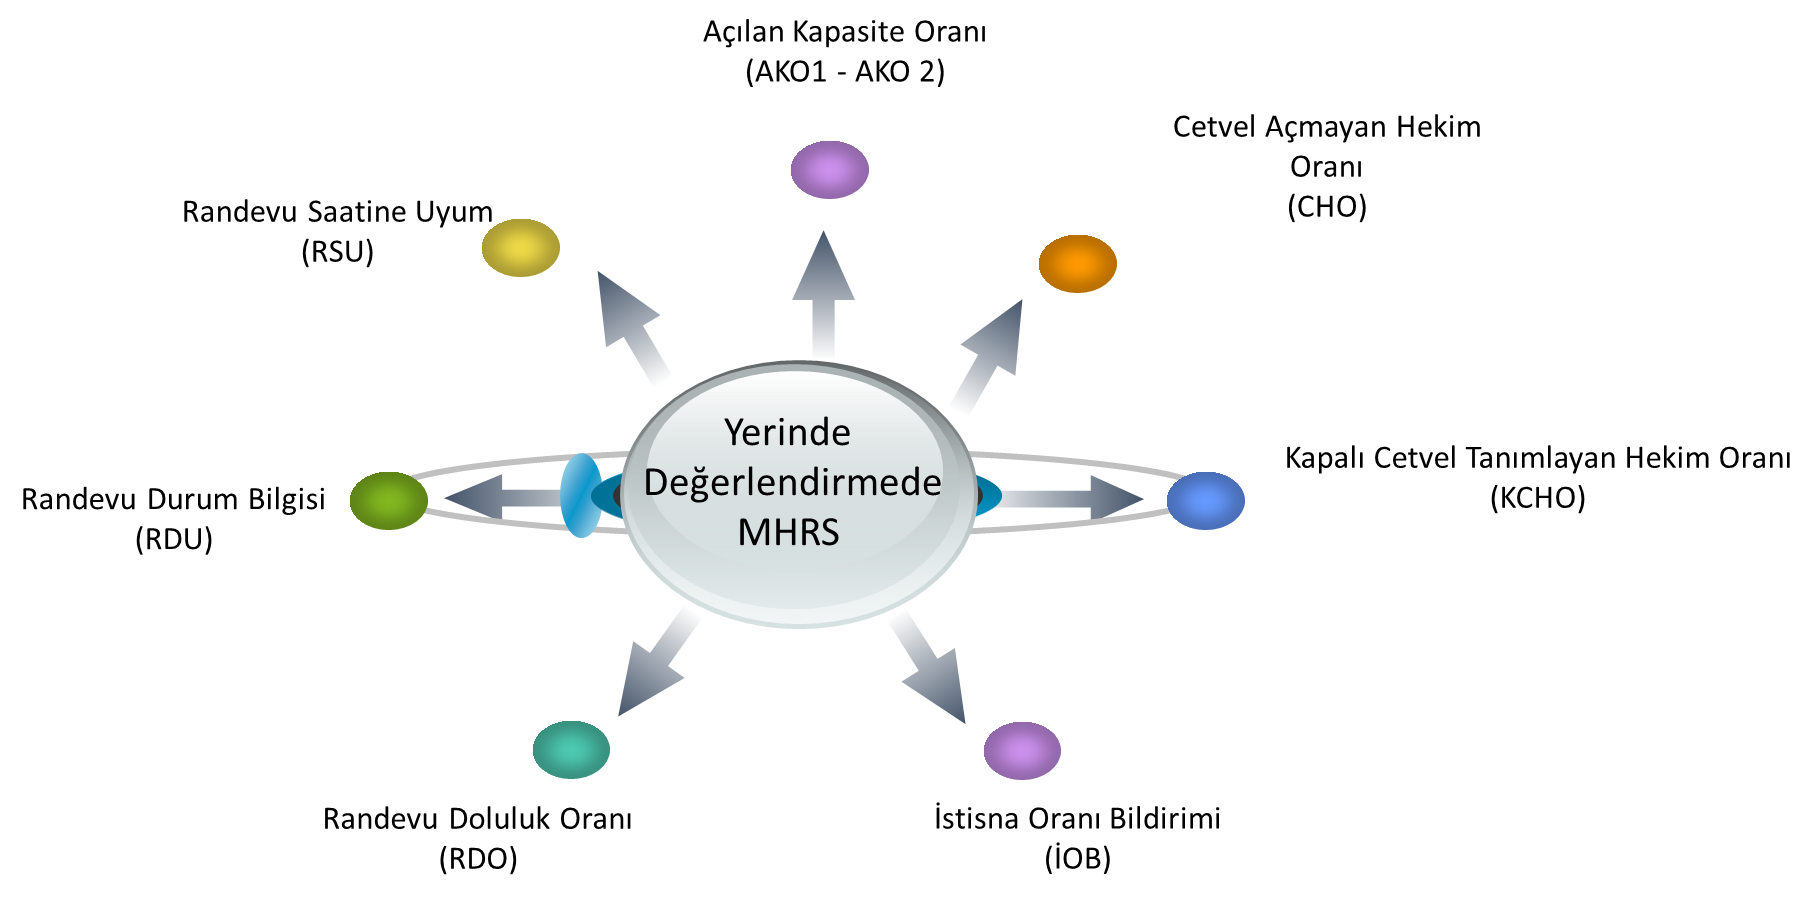 Açılan Kapasite Oranı
(AKO1 - AKO 2)
Cetvel Açmayan Hekim
Oranı
(CHO)
Randevu Saatine Uyum
(RSU)
Yerinde
Değerlendirmede
MHRS
Kapalı Cetvel Tanımlayan Hekim Oranı
(KCHO)
Randevu Durum Bilgisi
(RDU)
Randevu Doluluk Oranı
(RDO)
İstisna Oranı Bildirimi
(İOB)